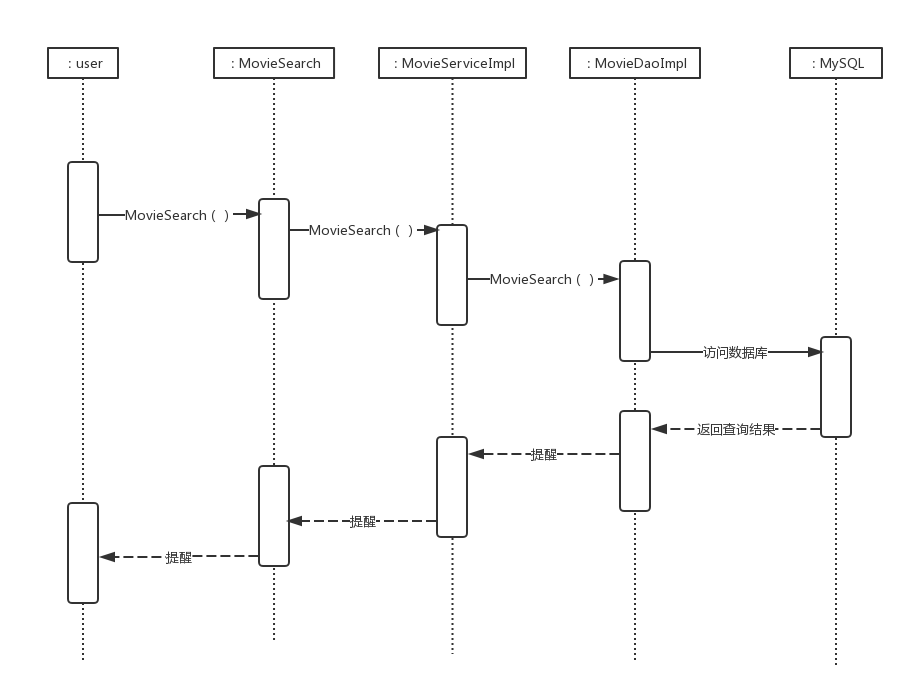 : user
: MovieSearch
: MovieServiceImpl
: MovieDaoImpl
: MySQL
MovieSearch ( )
MovieSearch ( )
MovieSearch ( )
访问数据库
返回查询结果
提醒
提醒
提醒